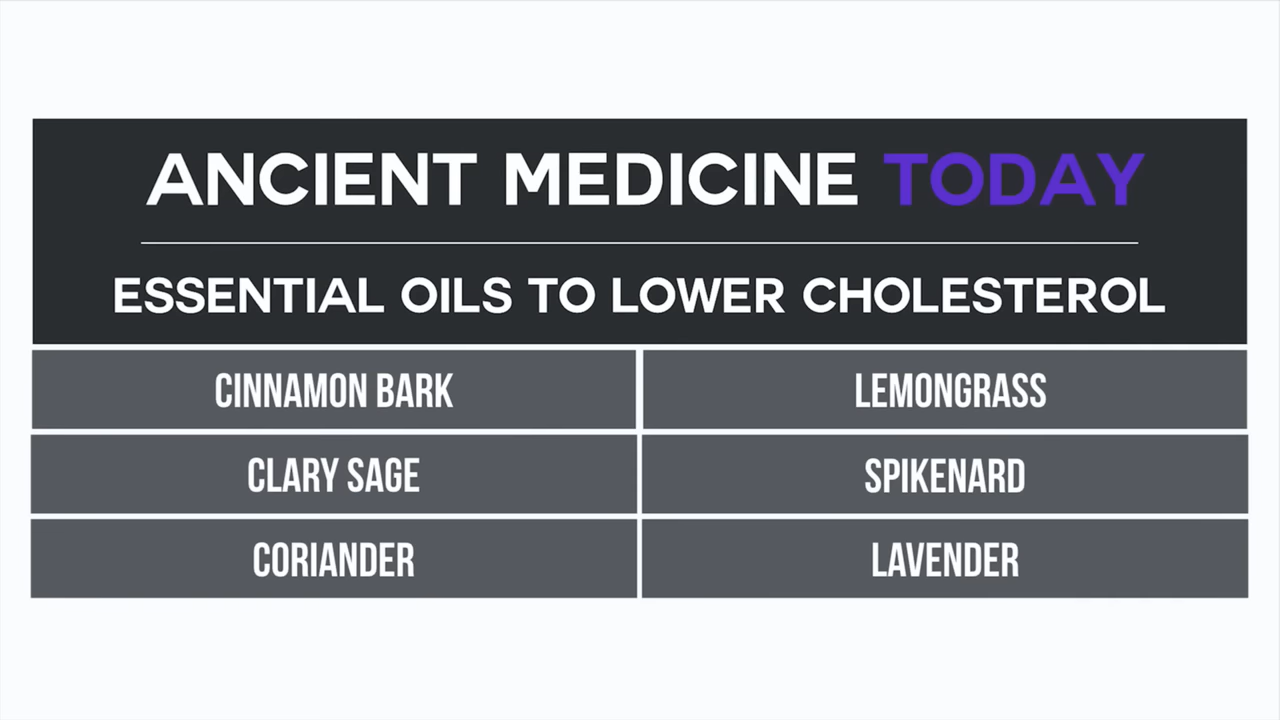 ANCIENT MEDICINE TODAY
ESSENTIAL OILS TO LOWER CHOLESTEROL
CINNAMON BARK
LEMONGRASS
CLARY SAGE
SPIKENARD
CORIANDER
LAVENDER